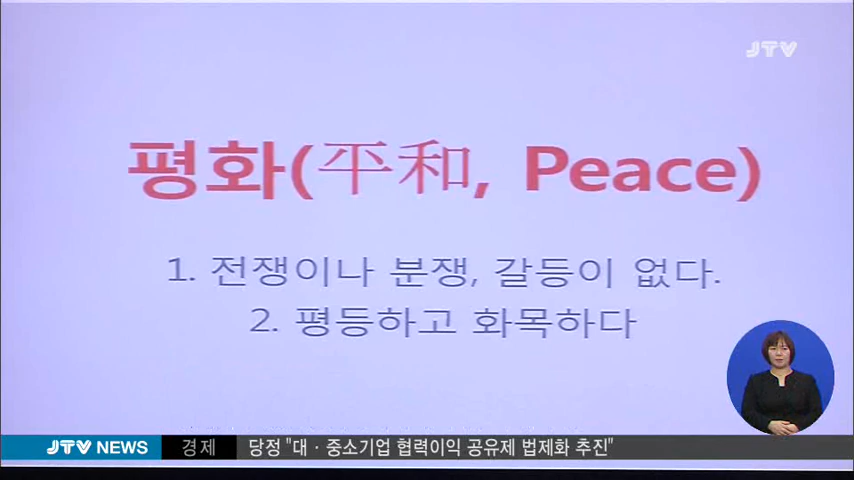 JTV
평화(平和, Peace)
1. 전쟁이나 분쟁, 갈등이 없다.
2. 평등하고 화목하다
JTV NEWS 경제 당정 "대·중소기업 협력이익 공유제 법제화 추진"